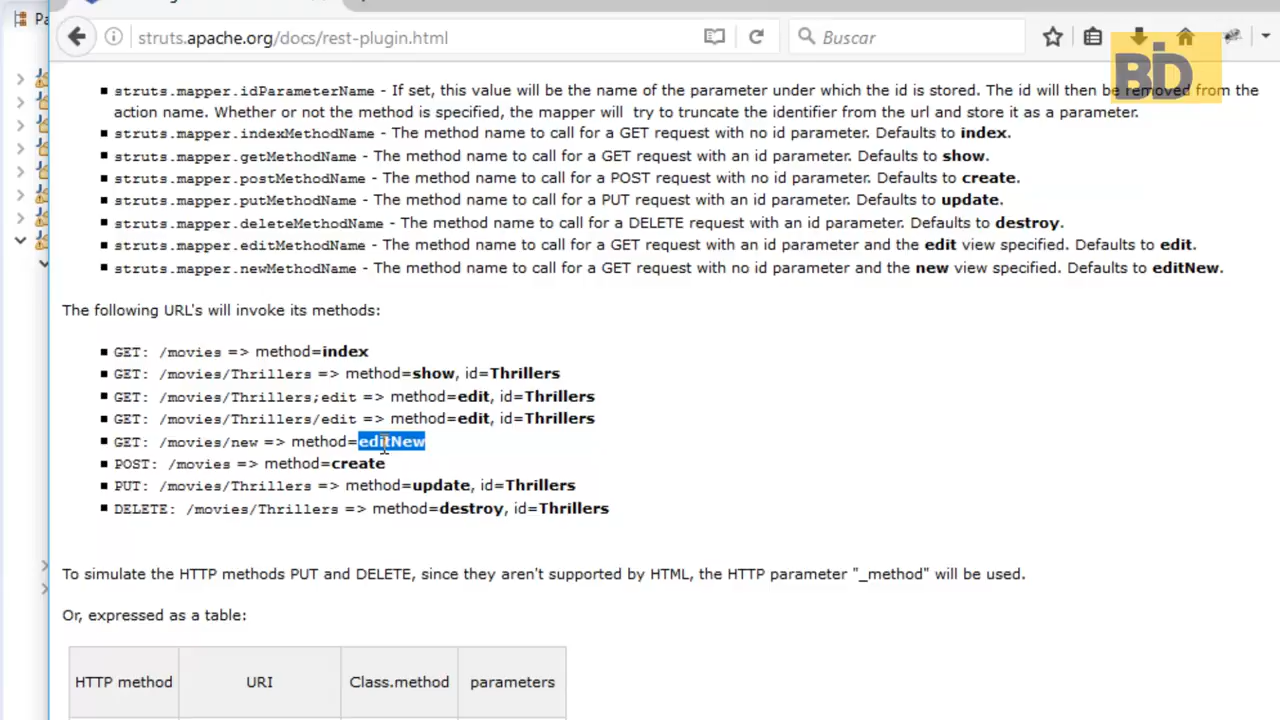 Pa
struts.apache.org/docs/rest-plugin.html
Buscar
BiD
struts.mapper.idParameterName - If set, this value will be the name of the parameter under which the id is stored. The id will then be removed from the
action name. Whether or not the method is specified, the mapper will try to truncate the identifier from the url and store it as a parameter.
struts.mapper.indexMethodName - The method name to call for a GET request with no id parameter. Defaults to index.
struts.mapper.getMethodName - The method name to call for a GET request with an id parameter. Defaults to show.
struts.mapper.postMethodName - The method name to call for a POST request with no id parameter. Defaults to create.
struts.mapper.putMethodName - The method name to call for a PUT request with an id parameter. Defaults to update.
struts.mapper.deleteMethodName - The method name to call for a DELETE request with an id parameter. Defaults to destroy.
struts.mapper.editMethodName - The method name to call for a GET request with an id parameter and the edit view specified. Defaults to edit.
struts.mapper.newMethodName - The method name to call for a GET request with no id parameter and the new view specified. Defaults to editNew.
The following URL's will invoke its methods:
GET: /movies => method=index
GET: /movies/Thrillers => method=show, id=Thrillers
GET: /movies/Thrillers;edit => method=edit, id=Thrillers
GET: /movies/Thrillers/edit => method=edit, id=Thrillers
GET: /movies/new => method=editNew
POST: /movies => method=create
PUT: /movies/Thrillers => method=update, id=Thrillers
DELETE: /movies/Thrillers => method=destroy, id=Thrillers
To simulate the HTTP methods PUT and DELETE, since they aren't supported by HTML, the HTTP parameter "_method" will be used.
Or, expressed as a table:
HTTP method URI Class.method parameters